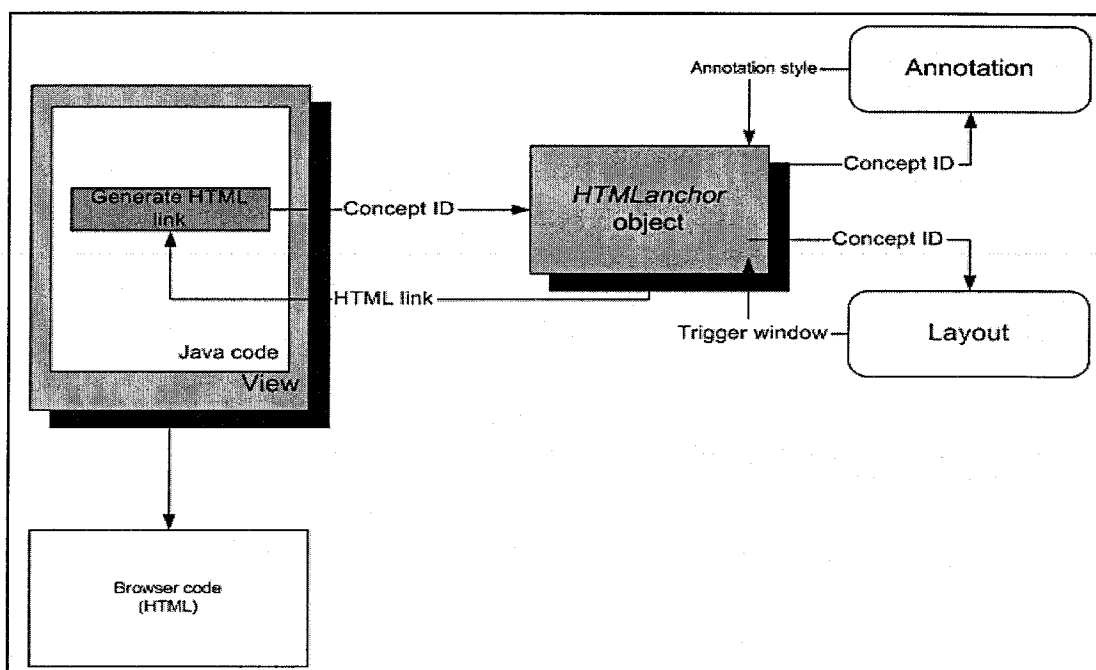 Annotation style
Annotation
Concept ID
Generate HTML
link
Concept ID
HTMLanchor
object
Concept ID
HTML link
Trigger window
Layout
Java code
View
Browser code
(HTML)